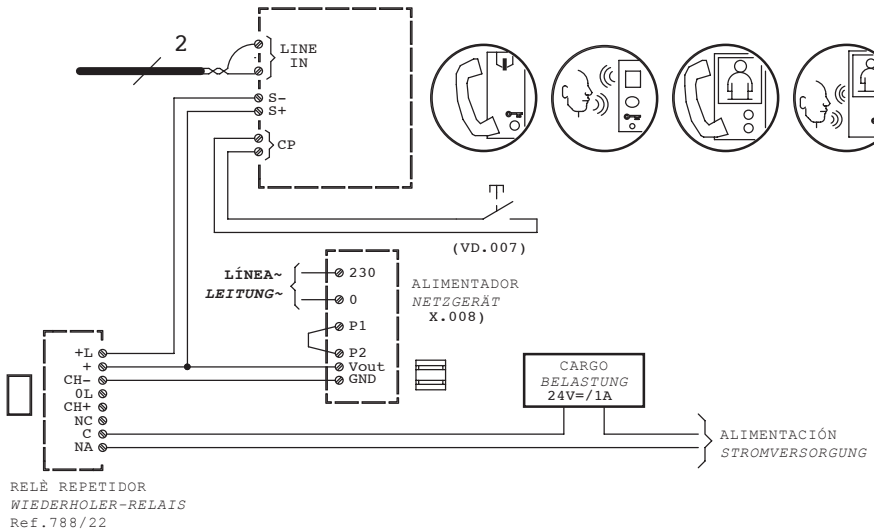 2
LINE
IN
S-
S+
CP
(VD.007)
LÍNEA~
LEITUNG~
230
0
P1
P2
Vout
GND
ALIMENTADOR
NETZGERÄT
X.008)
+L
+
CH-
0L
CH+
NC
C
NA
CARGO
BELASTUNG
24V=/1A
ALIMENTACIÓN
STROMVERSORGUNG
RELÈ REPETIDOR
WIEDERHOLER-RELAIS
Ref.788/22